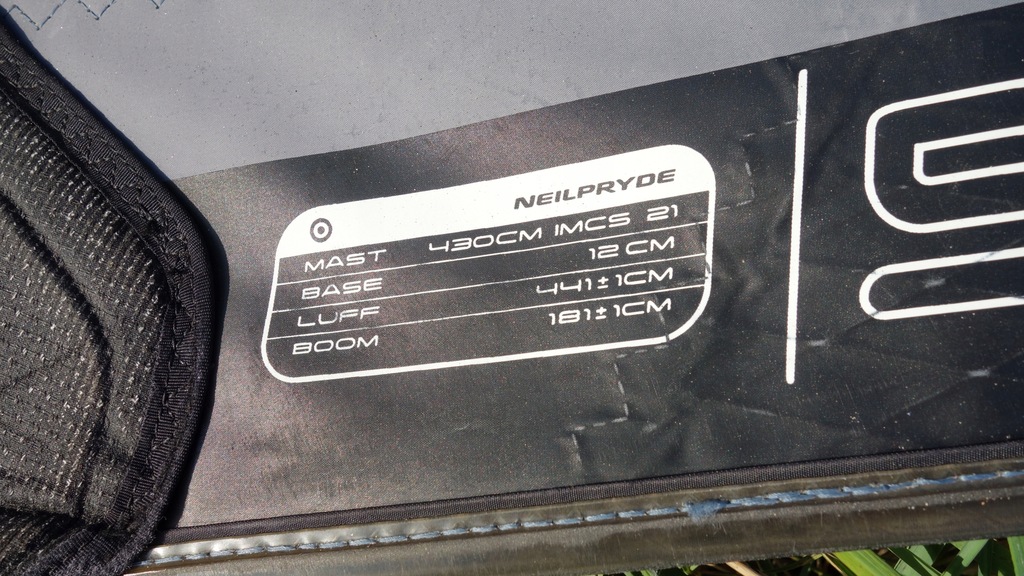 NEILPRYDE
MAST 430CM IMCS 21
BASE 12 CM
LUFF 441±1CM
BOOM 181±1CM